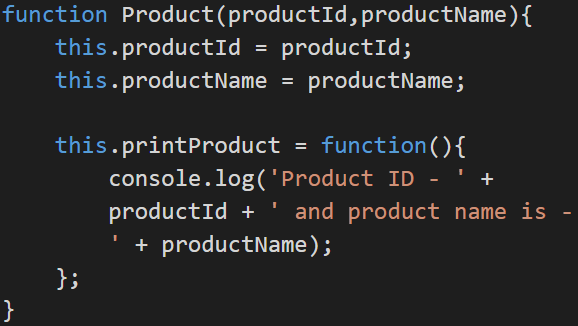 function Product(productId,productName){
    this.productId = productId;
    this.productName = productName;

    this.printProduct = function(){
        console.log('Product ID - ' +
        productId + ' and product name is -
        ' + productName);
    };
}